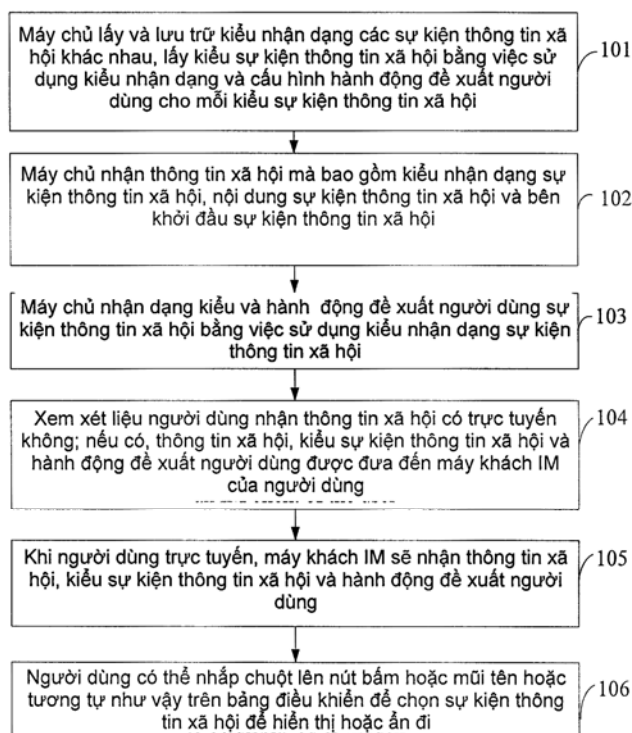 Máy chủ lấy và lưu trữ kiểu nhận dạng các sự kiện thông tin xã
hội khác nhau, lấy kiểu sự kiện thông tin xã hội bằng việc sử
dụng kiểu nhận dạng và cấu hình hành động đề xuất người
dùng cho mỗi kiểu sự kiện thông tin xã hội
101
Máy chủ nhận thông tin xã hội mà bao gồm kiểu nhận dạng sự
kiện thông tin xã hội, nội dung sự kiện thông tin xã hội và bên
khởi đầu sự kiện thông tin xã hội
102
Máy chủ nhận dạng kiểu và hành động đề xuất người dùng sự
kiện thông tin xã hội bằng việc sử dụng kiểu nhận dạng sự kiện
thông tin xã hội
103
Xem xét liệu người dùng nhận thông tin xã hội có trực tuyến
không; nếu có, thông tin xã hội, kiểu sự kiện thông tin xã hội và
hành động đề xuất người dùng được đưa đến máy khách IM
của người dùng
104
Khi người dùng trực tuyến, máy khách IM sẽ nhận thông tin xã
hội, kiểu sự kiện thông tin xã hội và hành động đề xuất người
dùng
105
Người dùng có thể nhắp chuột lên nút bấm hoặc mũi tên hoặc
tương tự như vậy trên bảng điều khiển để chọn sự kiện thông
tin xã hội để hiển thị hoặc ẩn đi
106